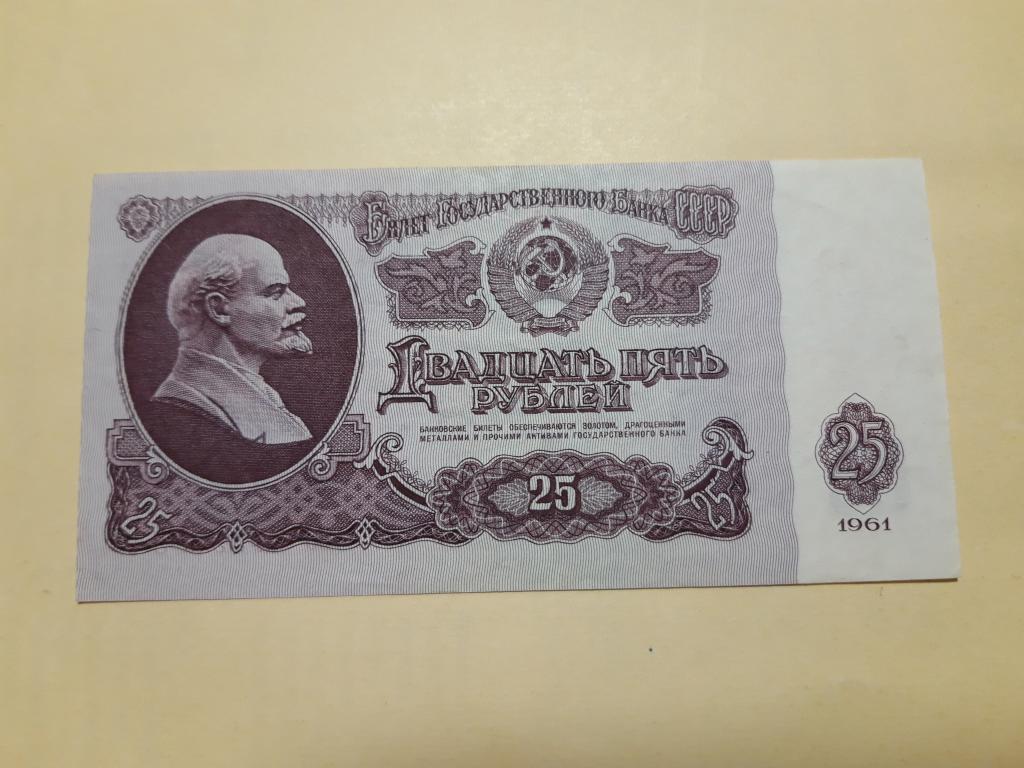 Билет Государственного Банка СССР
Двадцать пять
рублей
БАНКОВСКИЕ БИЛЕТЫ ОБЕСПЕЧИВАЮТСЯ ЗОЛОТОМ, ДРАГОЦЕННЫМИ
МЕТАЛЛАМИ И ПРОЧИМИ АКТИВАМИ ГОСУДАРСТВЕННОГО БАНКА
25
25
25
25
1961